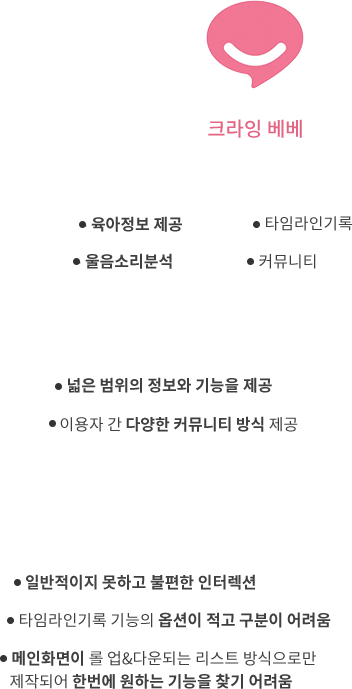 크라잉 베베
● 육아정보 제공 ● 타임라인기록
● 울음소리분석 ● 커뮤니티
● 넓은 범위의 정보와 기능을 제공
● 이용자 간 다양한 커뮤니티 방식 제공
● 일반적이지 못하고 불편한 인터렉션
● 타임라인기록 기능의 옵션이 적고 구분이 어려움
● 메인화면이 롤 업&다운되는 리스트 방식으로만
제작되어 한번에 원하는 기능을 찾기 어려움